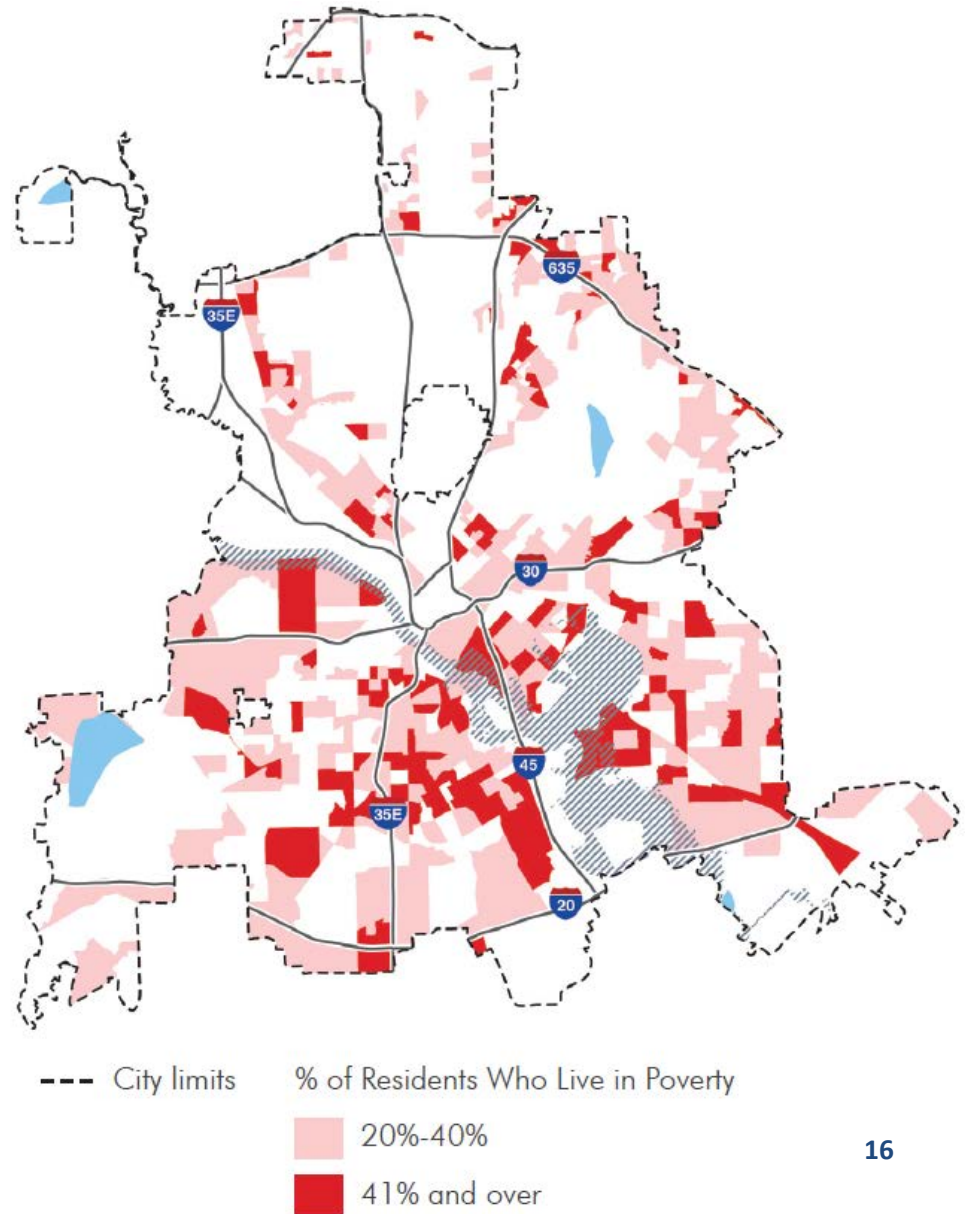 635
35E
30
45
35E
20
City limits
% of Residents Who Live in Poverty
20%-40%
41% and over
16